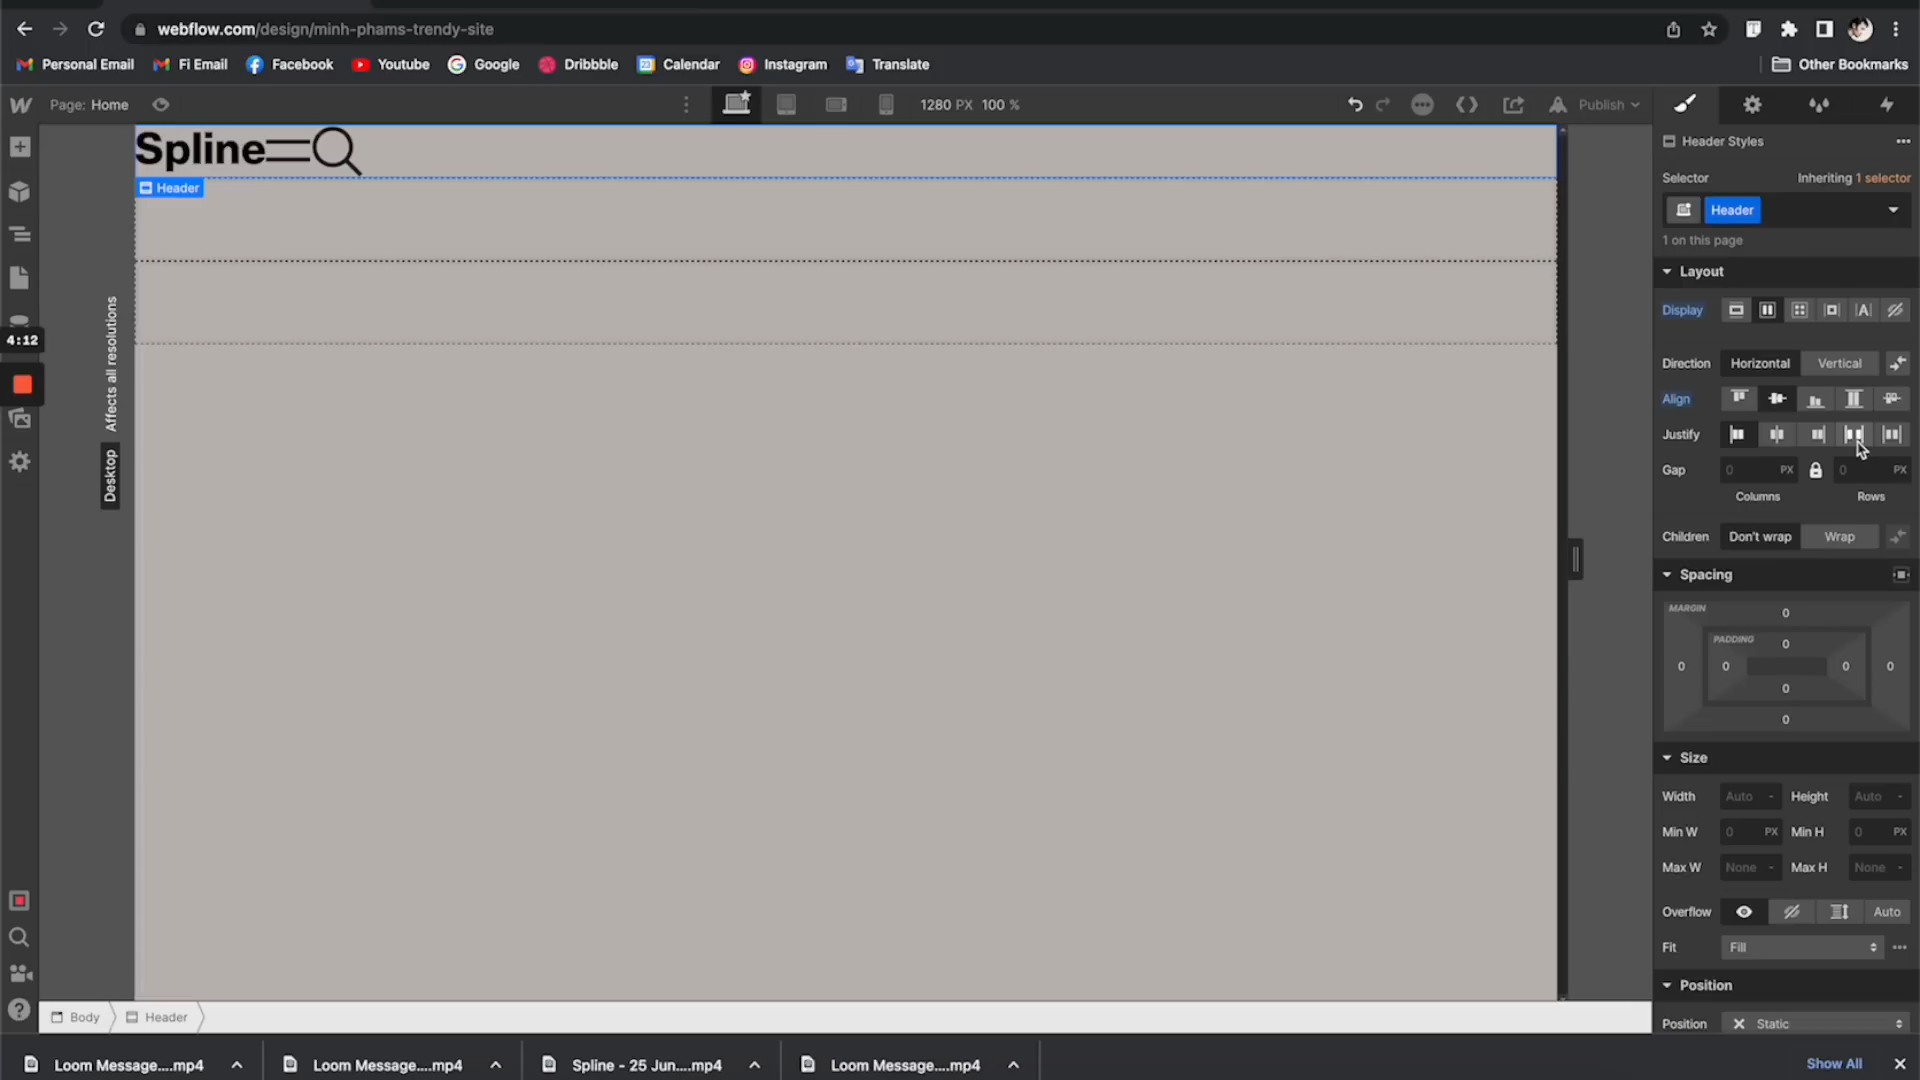 webflow.com/design/minh-phams-trendy-site
Personal Email
Fi Email
Facebook
Youtube
Google
Dribbble
Calendar
Instagram
Translate
Other Bookmarks
Page: Home
1280 PX 100 %
Publish
Spline
Header
Affects all resolutions
Desktop
4:12
Header Styles
Selector
Inheriting 1 selector
Header
1 on this page
Layout
Display
Direction
Horizontal
Vertical
Align
Justify
Gap
0
PX
0
PX
Columns
Rows
Children
Don't wrap
Wrap
Spacing
MARGIN
0
PADDING
0
0
0
0
0
0
0
Size
Width
Auto
-
Height
Auto
-
Min W
0
PX
Min H
0
PX
Max W
None
-
Max H
None
-
Overflow
Auto
Fit
Fill
Position
Position
Static
Body
Header
Loom Message....mp4
Loom Message....mp4
Spline - 25 Jun....mp4
Loom Message....mp4
Show All